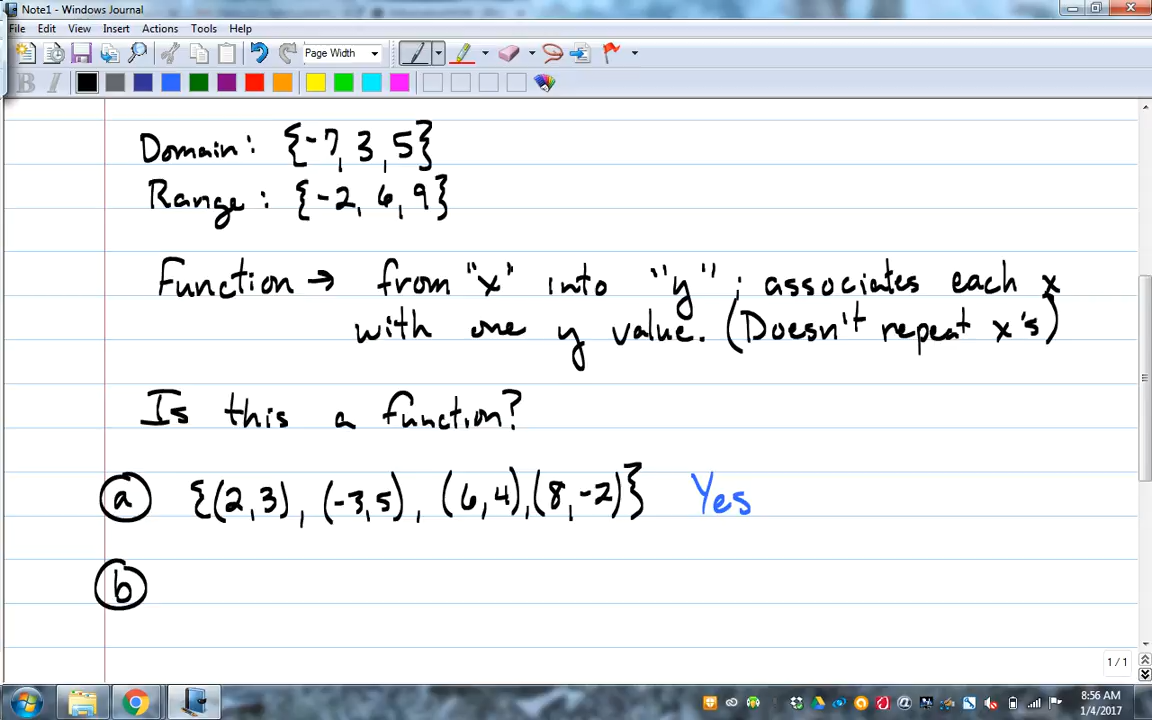 Note1 - Windows Journal
File Edit View Insert Actions Tools Help
Page Width
B I
Domain: {-7, 3, 5}
Range: {-2, 6, 9}
Function → from "x" into "y"; associates each x
with one y value. (Doesn't repeat x's)
Is this a function?
a {(2,3), (-3,5), (6,4), (8,-2)} Yes
b
1 / 1
8:56 AM
1/4/2017